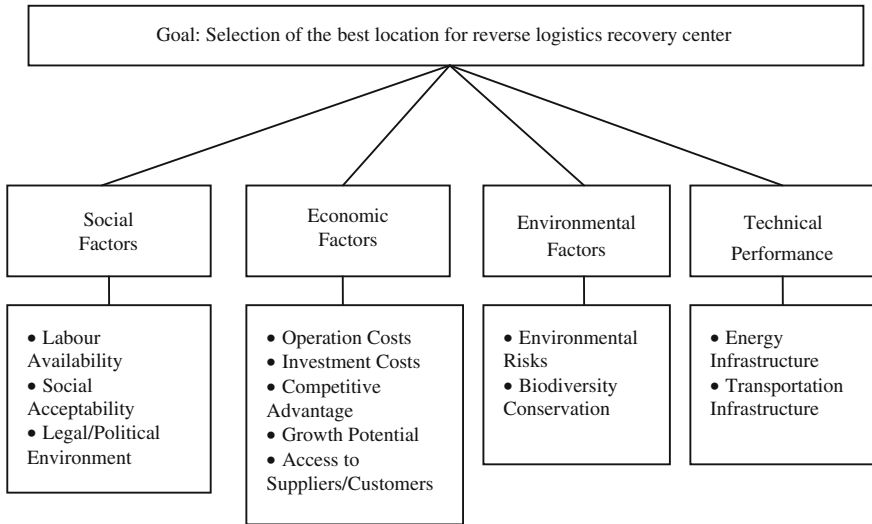 Goal: Selection of the best location for reverse logistics recovery center
Social
Factors
Economic
Factors
Environmental
Factors
Technical
Performance
• Labour
Availability
• Social
Acceptability
• Legal/Political
Environment
• Operation Costs
• Investment Costs
• Competitive
Advantage
• Growth Potential
• Access to
Suppliers/Customers
• Environmental
Risks
• Biodiversity
Conservation
• Energy
Infrastructure
• Transportation
Infrastructure